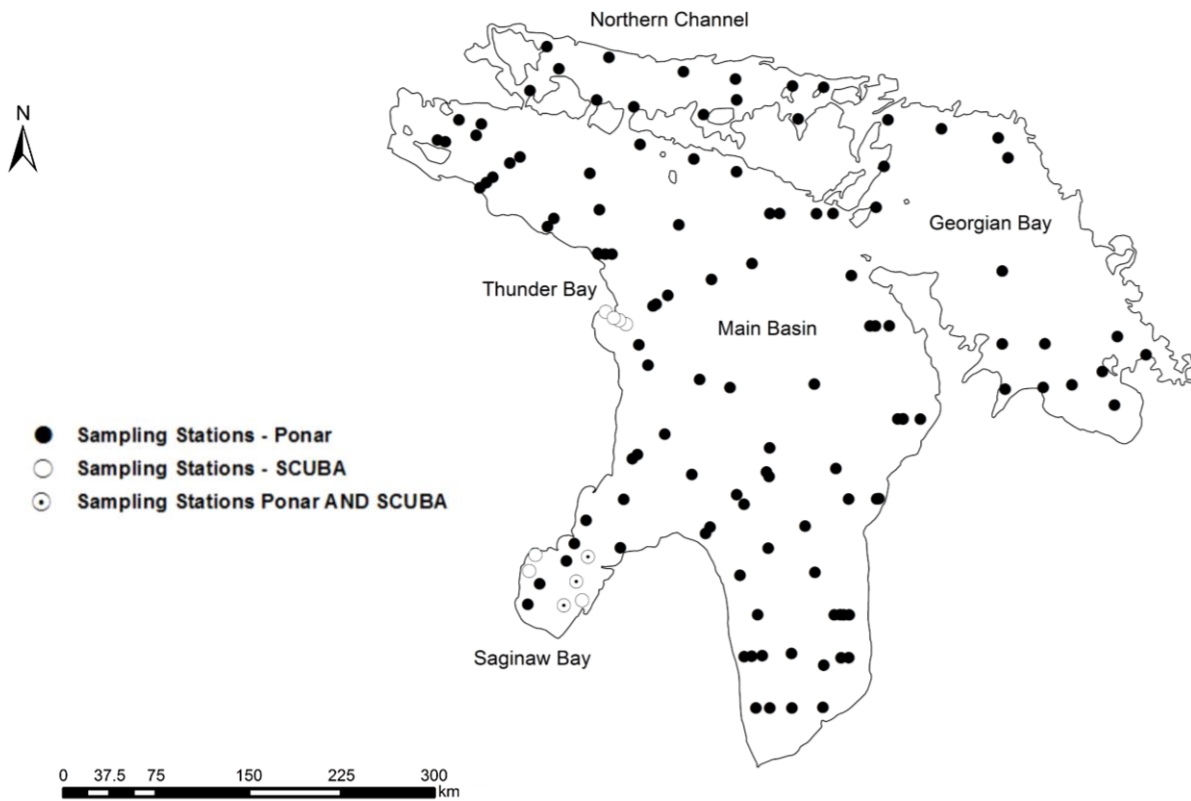 Northern Channel
N
Georgian Bay
Thunder Bay
Main Basin
Sampling Stations - Ponar
Sampling Stations - SCUBA
Sampling Stations Ponar AND SCUBA
Saginaw Bay
0 37.5 75 150 225 300
km